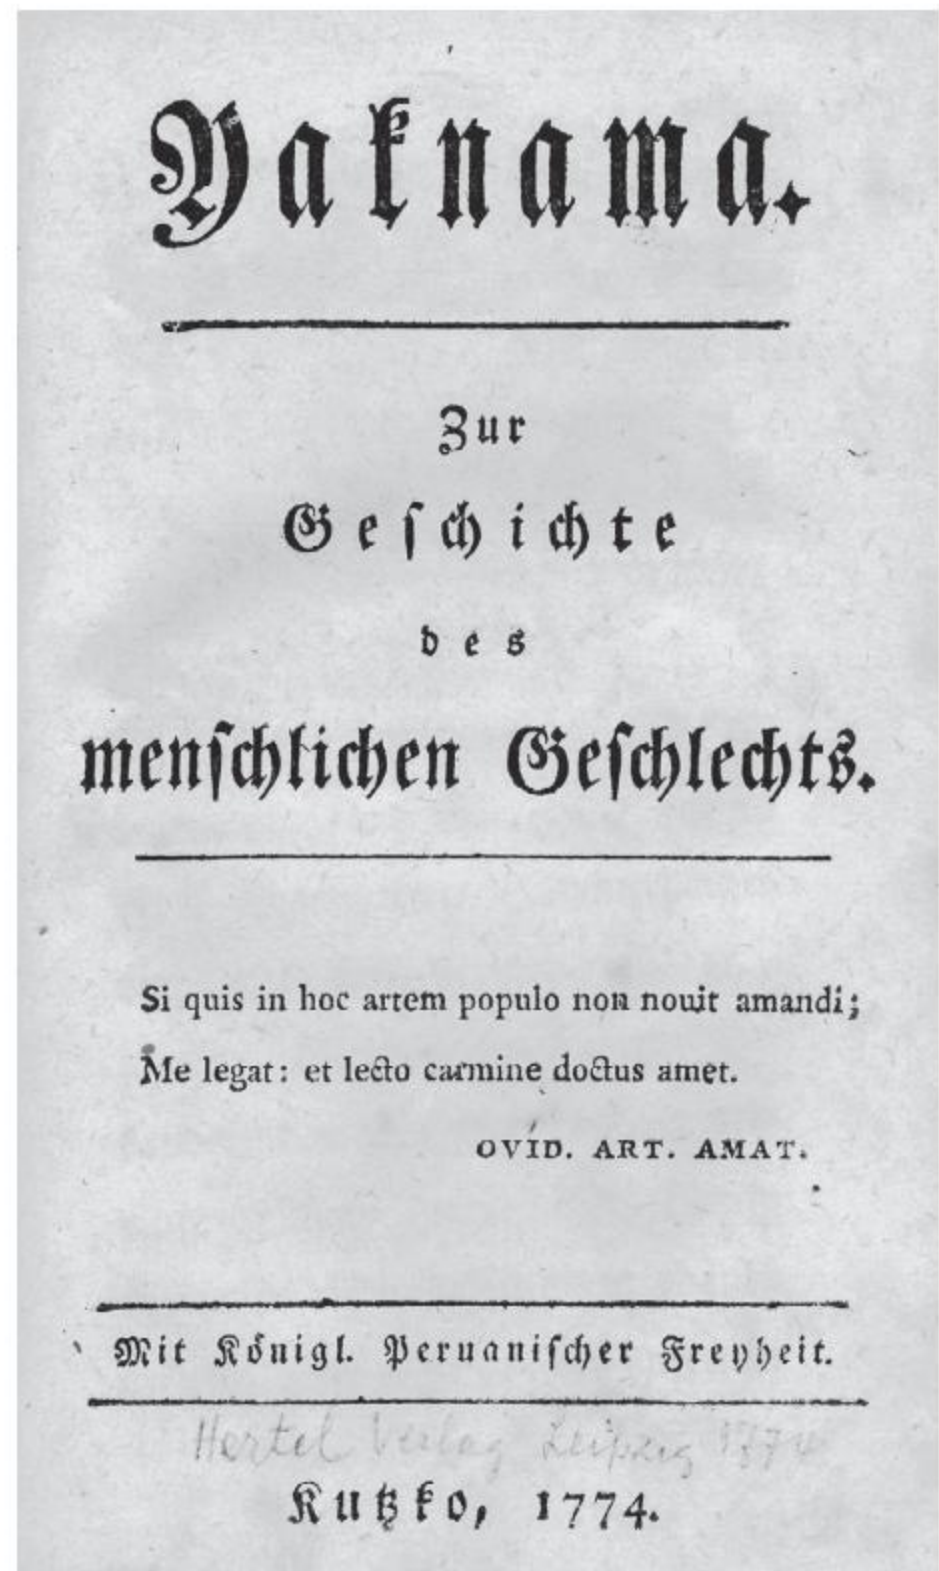 Yaknama.
Zur
Geſchichte
des
menſchlichen Geſchlechts.
Si quis in hoc artem populo non nouit amandi;
Me legat: et lecto carmine doctus amet.
OVID. ART. AMAT.
Mit Königl. Peruaniſcher Freyheit.
Hertel Verlag Leipzig 1774
Kutzko, 1774.